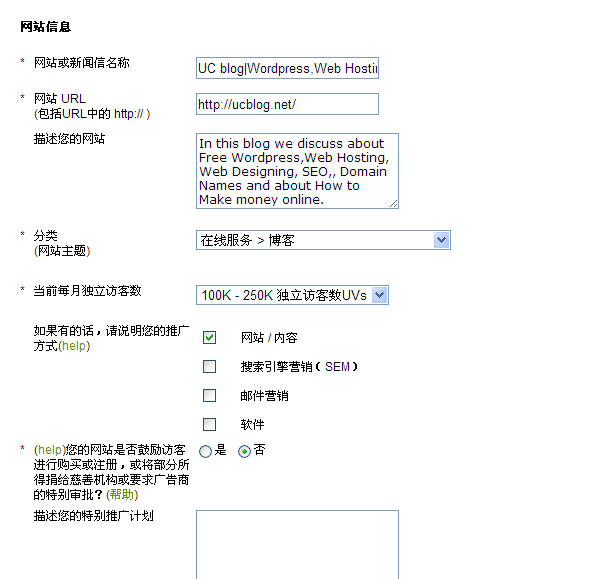 网站信息
* 网站或新闻信名称
UC blog|Wordpress,Web Hostin
* 网站 URL
(包括URL中的 http:// )
http://ucblog.net/
描述您的网站
In this blog we discuss about
Free Wordpress,Web Hosting,
Web Designing, SEO,, Domain
Names and about How to
Make money online.
* 分类
(网站主题)
在线服务 > 博客
* 当前每月独立访客数
100K - 250K 独立访客数UVs
如果有的话，请说明您的推广
方式(help)
网站 / 内容
搜索引擎营销 ( SEM )
邮件营销
软件
* (help)您的网站是否鼓励访客
进行购买或注册，或将部分所
得捐给慈善机构或要求广告商
的特别审批？(帮助)
是 否
描述您的特别推广计划